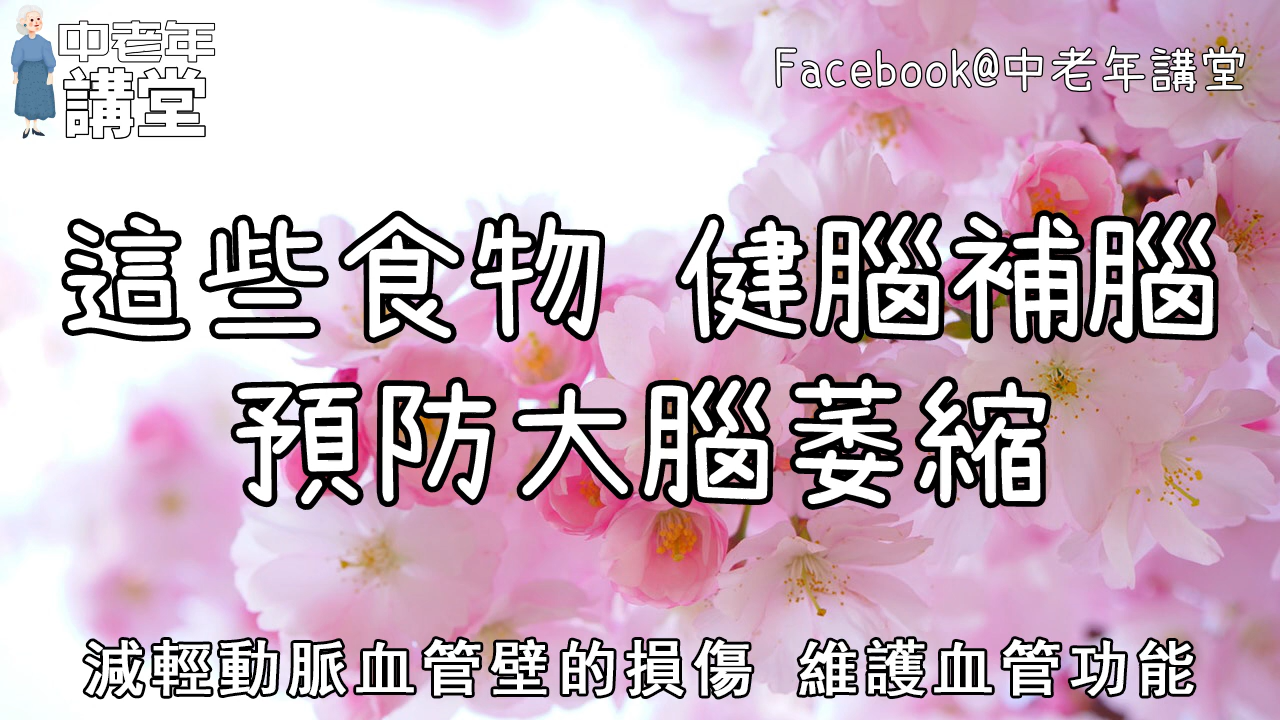 中老年
講堂
Facebook@中老年講堂
這些食物 健腦補腦
預防大腦萎縮
減輕動脈血管壁的損傷 維護血管功能